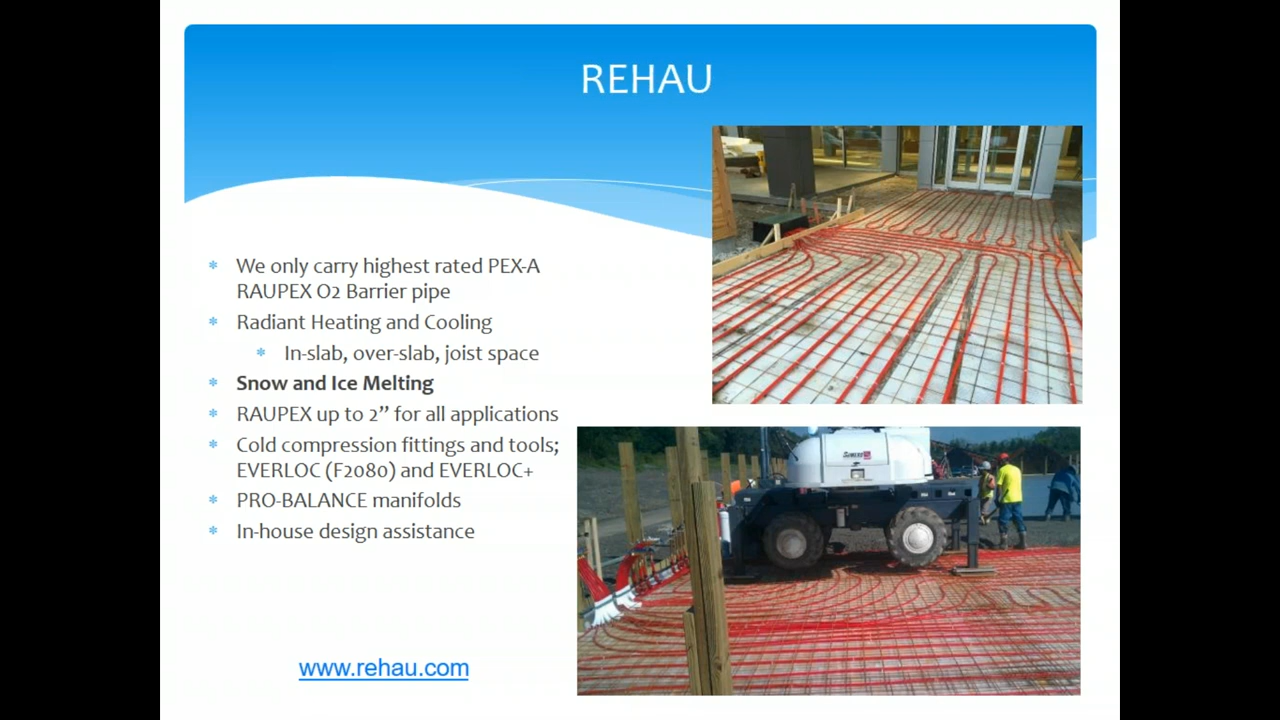 REHAU
We only carry highest rated PEX-A
RAUPEX O2 Barrier pipe
Radiant Heating and Cooling
In-slab, over-slab, joist space
Snow and Ice Melting
RAUPEX up to 2” for all applications
Cold compression fittings and tools;
EVERLOC (F2080) and EVERLOC+
PRO-BALANCE manifolds
In-house design assistance
www.rehau.com